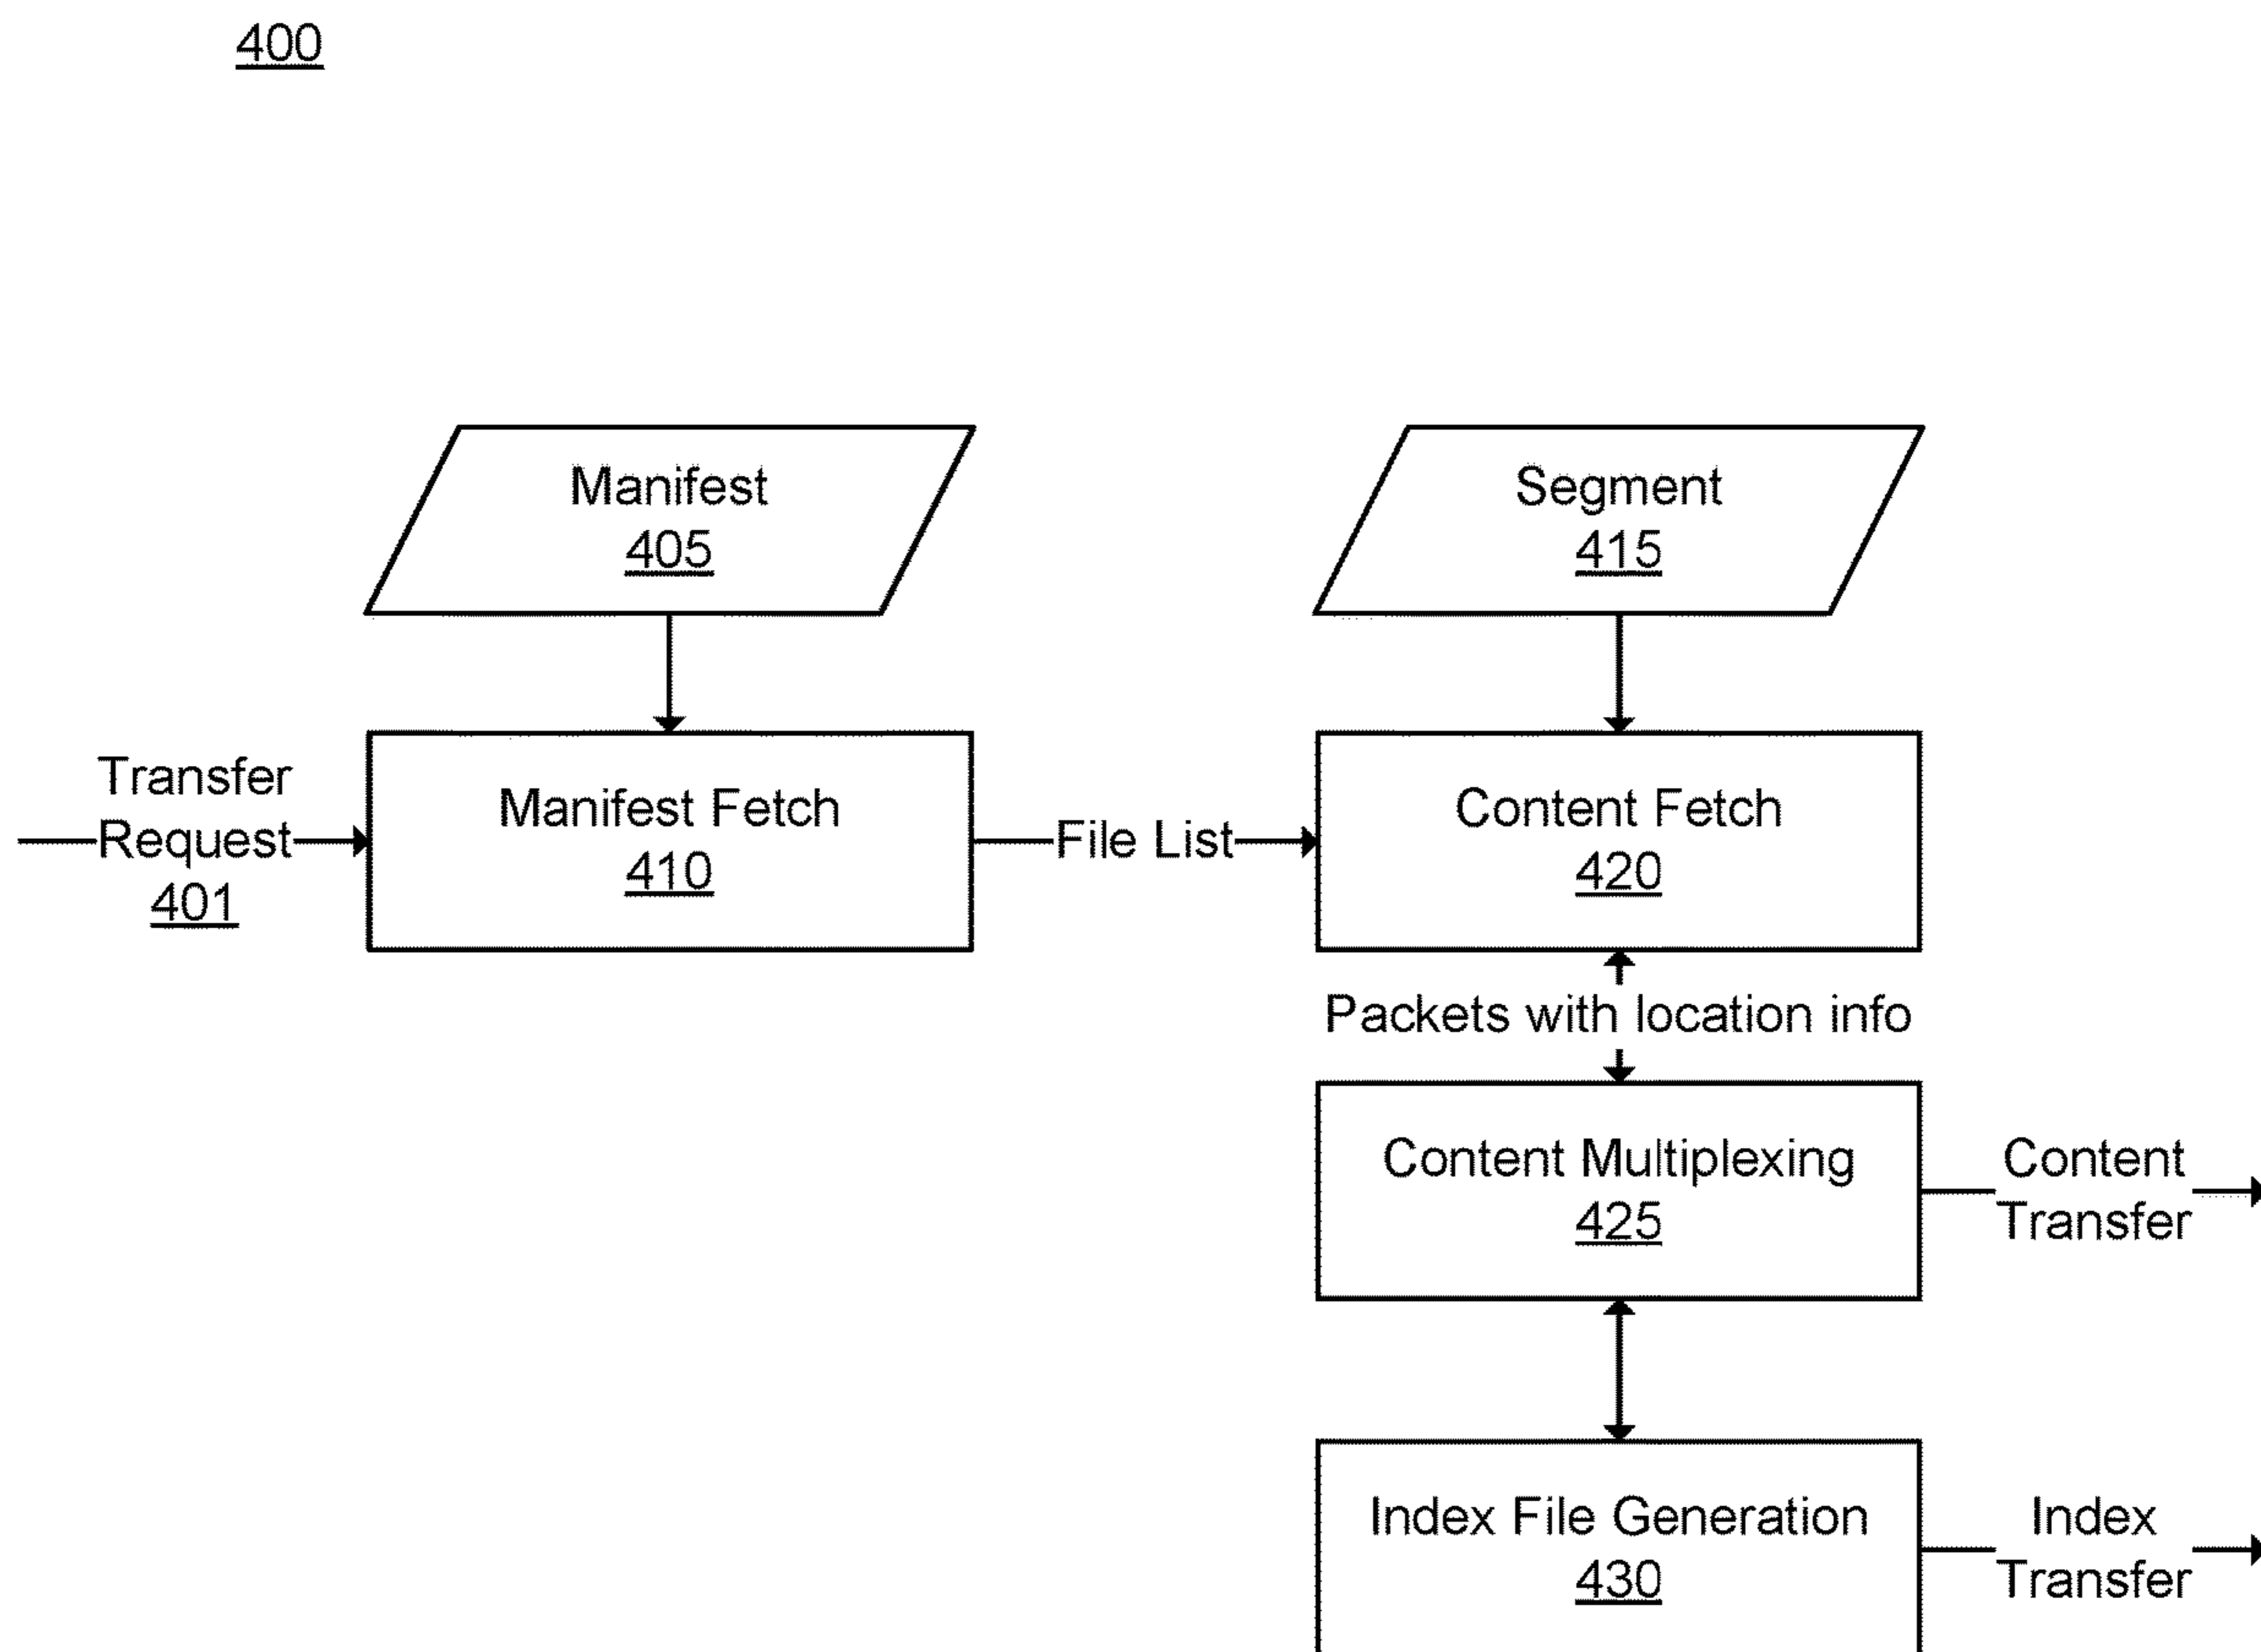 400
Manifest
405
Segment
415
Transfer
Request
401
Manifest Fetch
410
File List
Content Fetch
420
Packets with location info
Content Multiplexing
425
Content
Transfer
Index File Generation
430
Index
Transfer